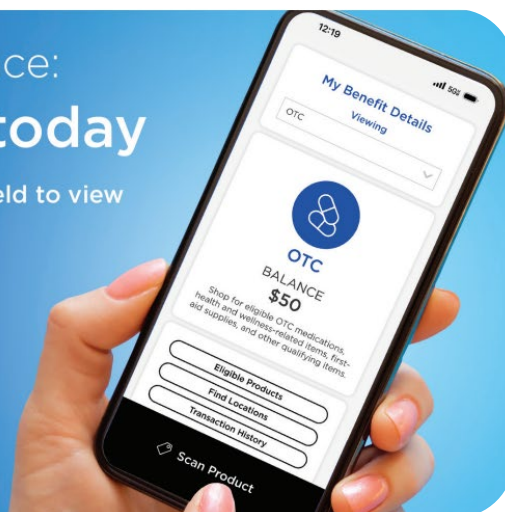 ce:
today
eld to view
12:19
5GE
My Benefit Details
Viewing
OTC
OTC
BALANCE
$50
Shop for eligible OTC medications,
health and wellness-related items, first-
aid supplies, and other qualifying items.
Eligible Products
Find Locations
Transaction History
Scan Product